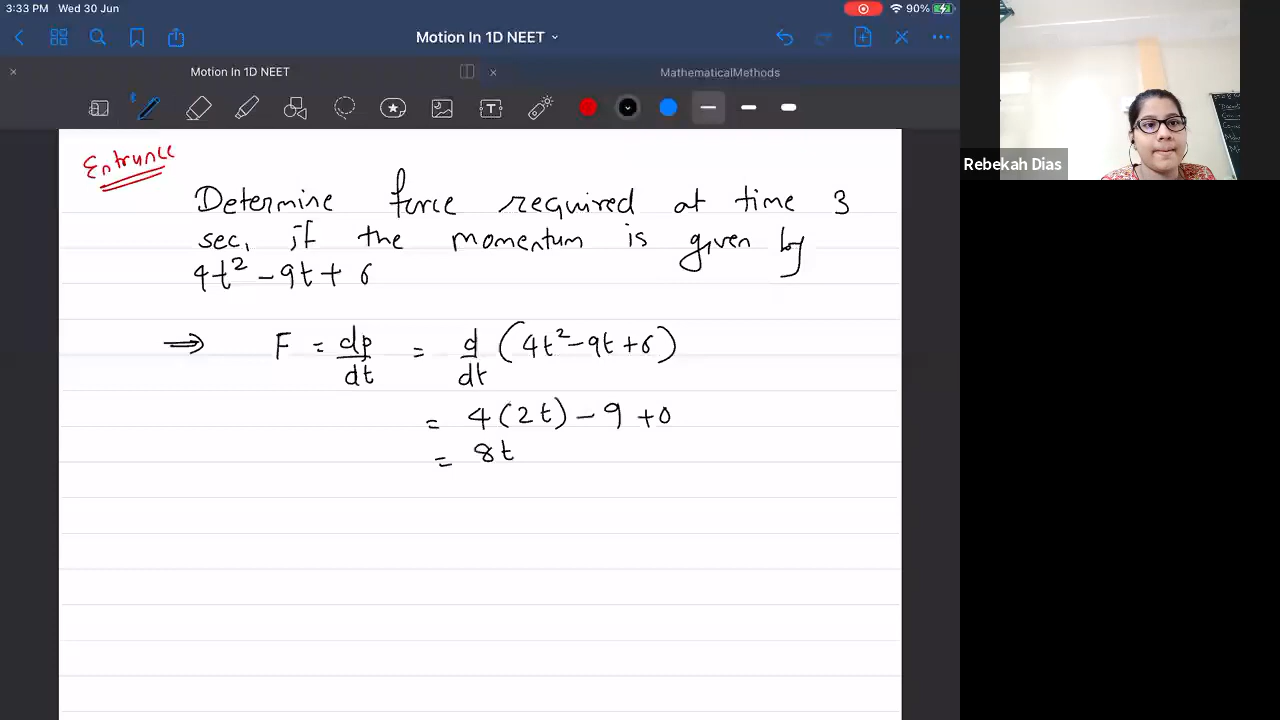 3:33 PM Wed 30 Jun
90%
Motion In 1D NEET
Motion In 1D NEET
MathematicalMethods
Rebekah Dias
Entrance
Determine force required at time 3
sec, if the momentum is given by
4t² - 9t + 6
⇒ F = dp/dt = d/dt (4t² - 9t + 6)
= 4(2t) - 9 + 0
= 8t